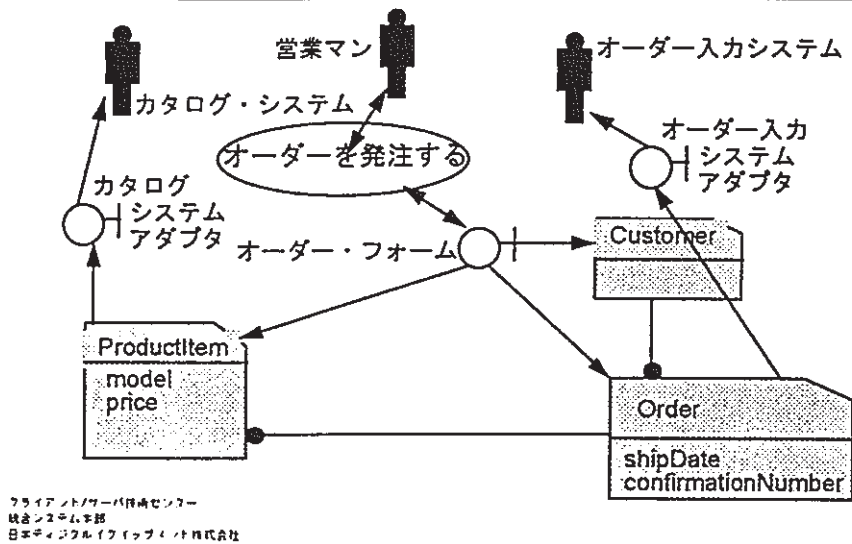 営業マン
オーダー入力システム
カタログ・システム
オーダーを発注する
オーダー入力
システム
アダプタ
カタログ
システム
アダプタ
オーダー・フォーム
Customer
ProductItem
model
price
Order
shipDate
confirmationNumber
クライアント/サーバ技術センター
統合システム本部
日本ディジタルイクイップメント株式会社